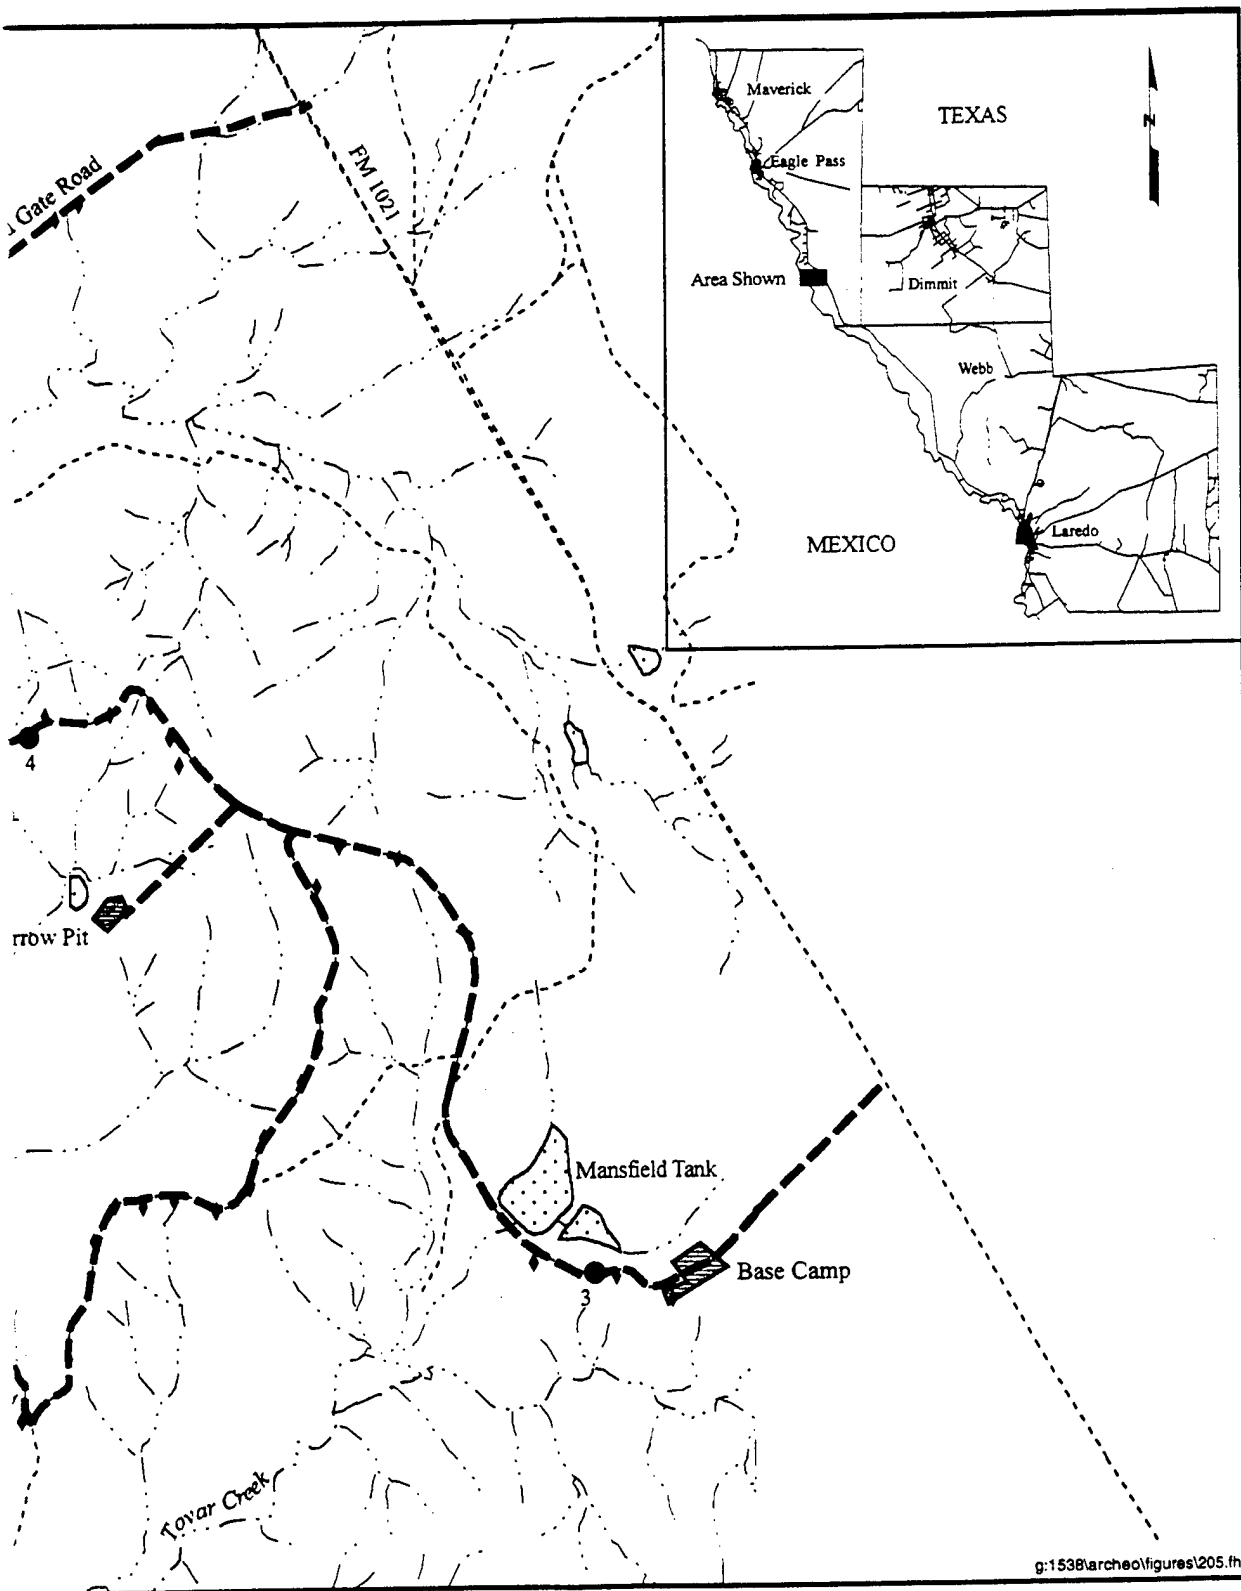 Maverick
TEXAS
N
Eagle Pass
Area Shown
Dimmit
Webb
Laredo
MEXICO
Gate Road
FM 1021
4
rrow Pit
Mansfield Tank
Base Camp
3
Tovar Creek
g:1538\archeo\figures\205.fh